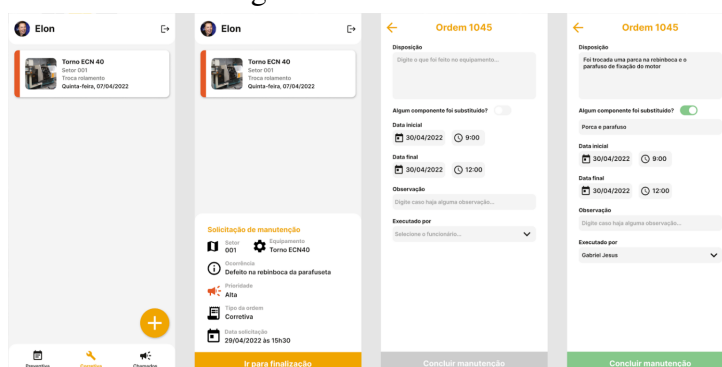 Elon
Torno ECN 40
Setor 001
Troca rolamento
Quinta-feira, 07/04/2022
Preventiva
Corretiva
Chamados
Elon
Torno ECN 40
Setor 001
Troca rolamento
Quinta-feira, 07/04/2022
Solicitação de manutenção
Setor
001
Equipamento
Torno ECN40
Ocorrência
Defeito na rebinboca da parafuseta
Prioridade
Alta
Tipo da ordem
Corretiva
Data solicitação
29/04/2022 às 15h30
Ir para finalização
Ordem 1045
Disposição
Digite o que foi feito no equipamento...
Algum componente foi substituído?
Data inicial
30/04/2022 9:00
Data final
30/04/2022 12:00
Observação
Digite caso haja alguma observação...
Executado por
Selecione o funcionário...
Concluir manutenção
Ordem 1045
Disposição
Foi trocada uma parca na rebinboca e o
parafuso de fixação do motor
Algum componente foi substituído?
Porca e parafuso
Data inicial
30/04/2022 9:00
Data final
30/04/2022 12:00
Observação
Digite caso haja alguma observação...
Executado por
Gabriel Jesus
Concluir manutenção